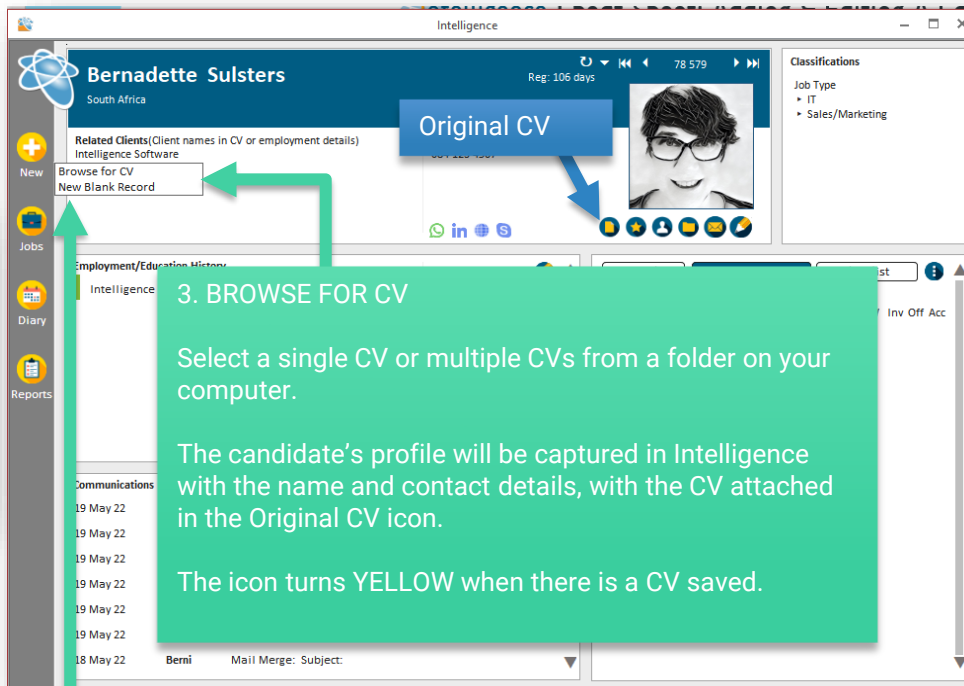 Intelligence
Bernadette Sulsters
South Africa
Reg: 106 days
78 579
Classifications
Job Type
IT
Sales/Marketing
Original CV
Related Clients(Client names in CV or employment details)
Intelligence Software
New
Browse for CV
New Blank Record
Jobs
Employment/Education History
Intelligence
Inv Off Acc
Diary
Reports
3. BROWSE FOR CV
Select a single CV or multiple CVs from a folder on your
computer.
The candidate’s profile will be captured in Intelligence
with the name and contact details, with the CV attached
in the Original CV icon.
The icon turns YELLOW when there is a CV saved.
Communications
19 May 22
19 May 22
19 May 22
19 May 22
19 May 22
19 May 22
18 May 22 Berni Mail Merge: Subject: